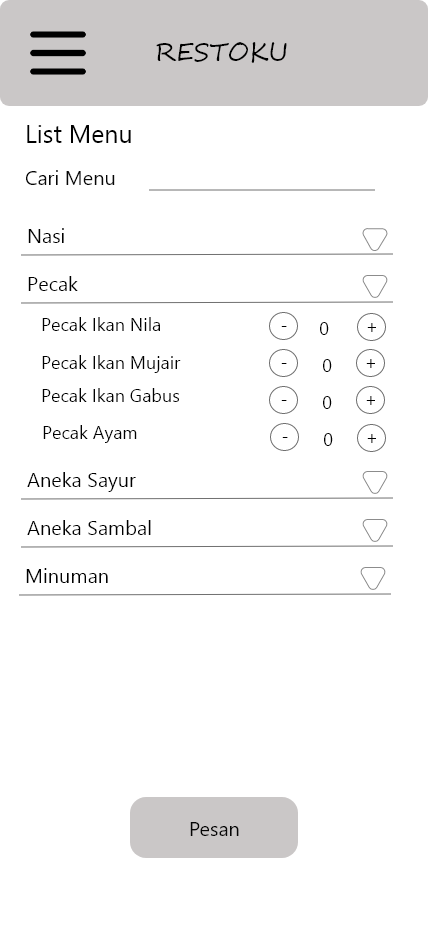 RESTOKU
List Menu
Cari Menu
Nasi
Pecak
Pecak Ikan Nila - 0 +
Pecak Ikan Mujair - 0 +
Pecak Ikan Gabus - 0 +
Pecak Ayam - 0 +
Aneka Sayur
Aneka Sambal
Minuman
Pesan